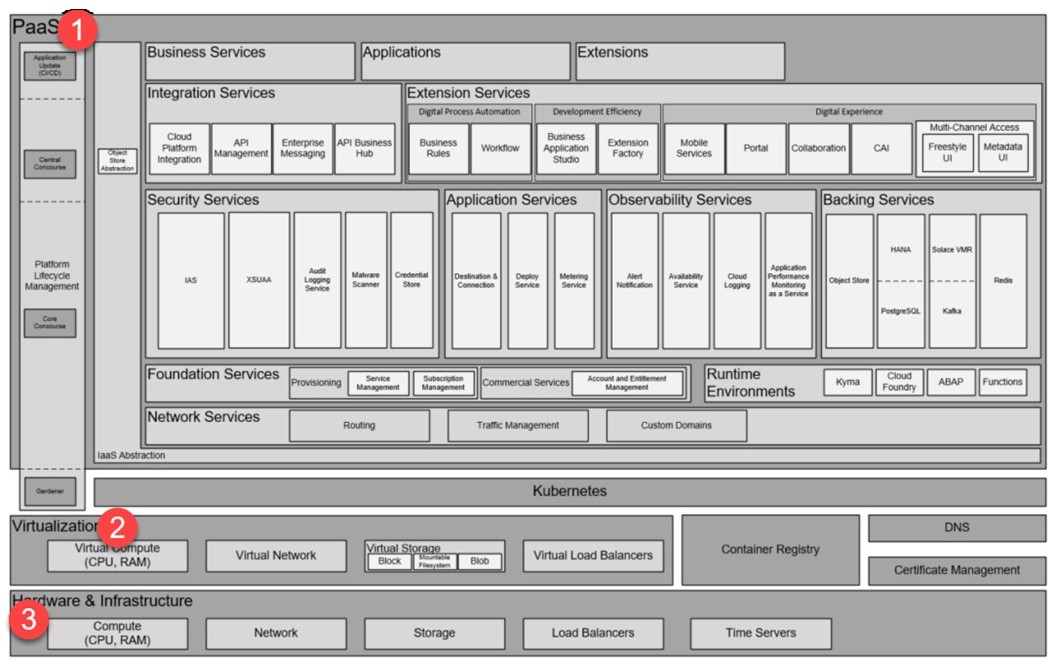 PaaS
1
Application
Update
(CI/CD)
Central
Concourse
Platform
Lifecycle
Management
Core
Concourse
Gardener
Object
Store
Abstraction
Business Services
Applications
Extensions
Integration Services
Cloud
Platform
Integration
API
Management
Enterprise
Messaging
API Business
Hub
Extension Services
Digital Process Automation
Business
Rules
Workflow
Development Efficiency
Business
Application
Studio
Extension
Factory
Digital Experience
Mobile
Services
Portal
Collaboration
CAI
Multi-Channel Access
Freestyle
UI
Metadata
UI
Security Services
IAS
XSUAA
Audit
Logging
Service
Malware
Scanner
Credential
Store
Application Services
Destination &
Connection
Deploy
Service
Metering
Service
Observability Services
Alert
Notification
Availability
Service
Cloud
Logging
Application
Performance
Monitoring
as a Service
Backing Services
Object Store
HANA
PostgreSQL
Solace VMR
Kafka
Redis
Foundation Services
Provisioning
Service
Management
Subscription
Management
Commercial Services
Account and Entitlement
Management
Runtime
Environments
Kyma
Cloud
Foundry
ABAP
Functions
Network Services
Routing
Traffic Management
Custom Domains
IaaS Abstraction
Kubernetes
Virtualization
2
Virtual Compute
(CPU, RAM)
Virtual Network
Virtual Storage
Block
Mountable
Filesystem
Blob
Virtual Load Balancers
Container Registry
DNS
Certificate Management
Hardware & Infrastructure
3
Compute
(CPU, RAM)
Network
Storage
Load Balancers
Time Servers